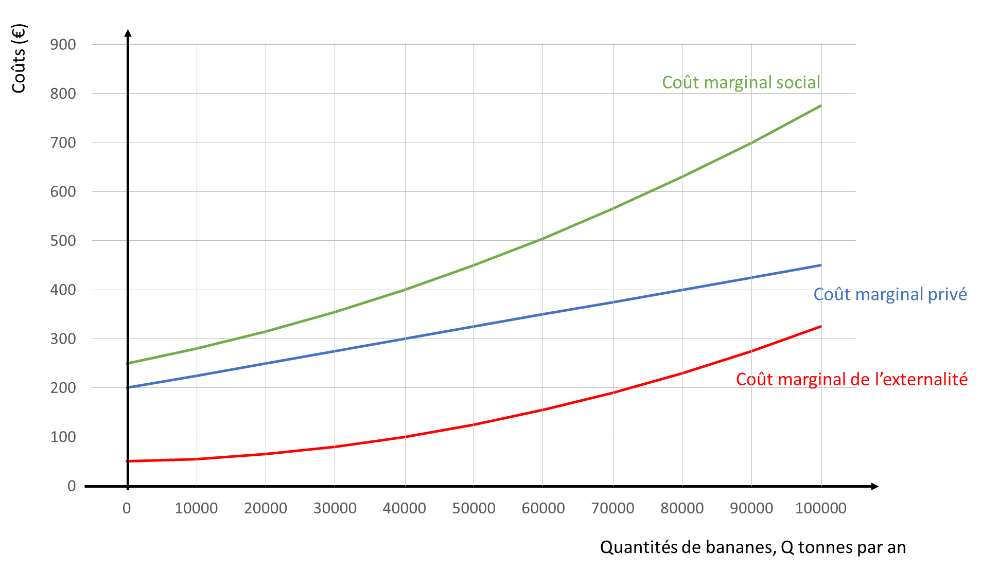 Coûts (€)
900
800
700
600
500
400
300
200
100
0
Coût marginal social
Coût marginal privé
Coût marginal de l’externalité
0 10000 20000 30000 40000 50000 60000 70000 80000 90000 100000
Quantités de bananes, Q tonnes par an